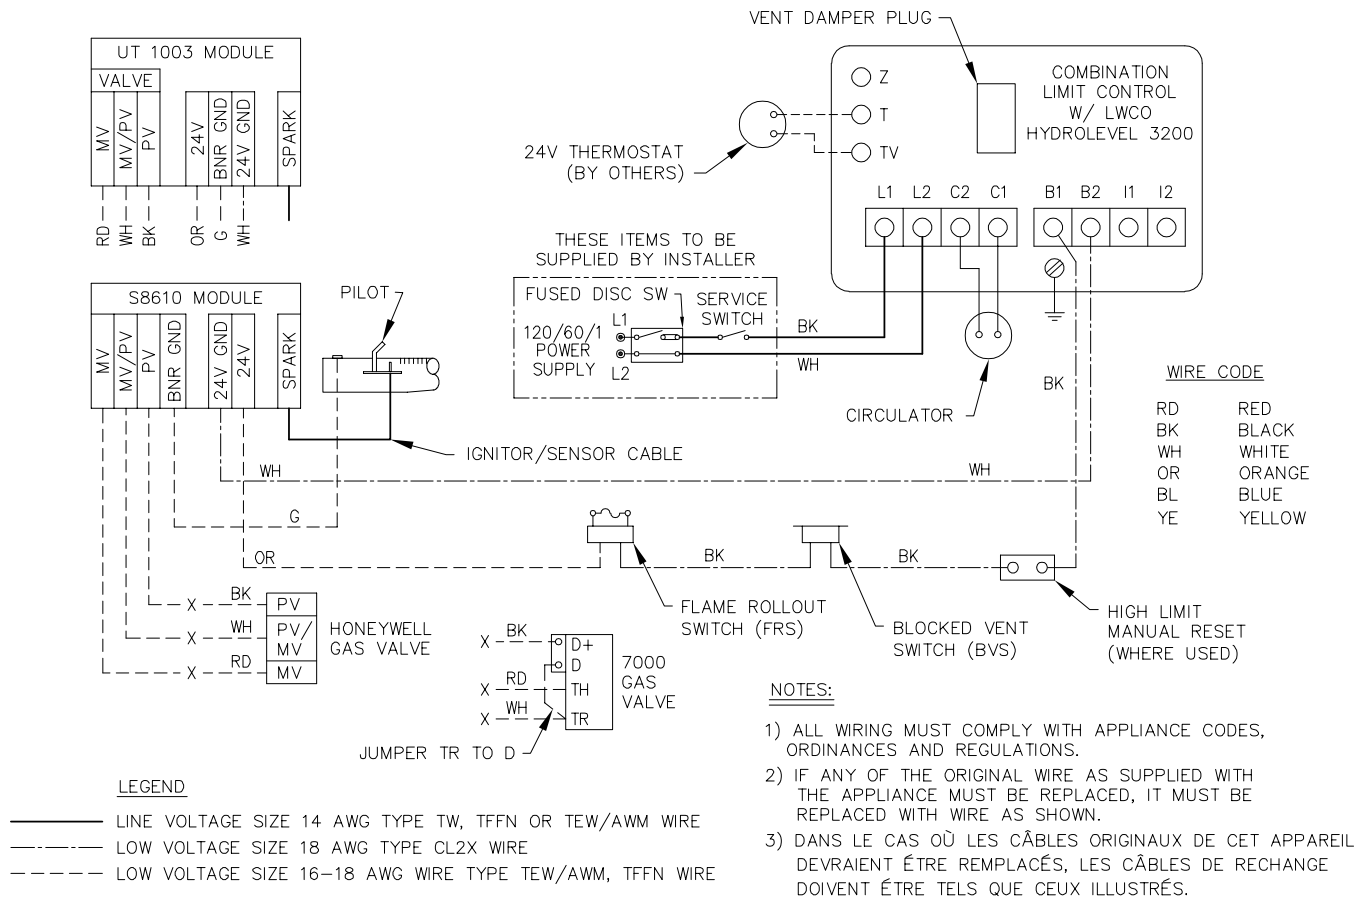 VENT DAMPER PLUG
UT 1003 MODULE
VALVE
MV
MV/PV
PV
24V
BNR GND
24V GND
SPARK
RD
WH
BK
OR
G
WH
COMBINATION
LIMIT CONTROL
W/ LWCO
HYDROLEVEL 3200
Z
T
TV
24V THERMOSTAT
(BY OTHERS)
L1
L2
C2
C1
B1
B2
I1
I2
THESE ITEMS TO BE
SUPPLIED BY INSTALLER
FUSED DISC SW
SERVICE
SWITCH
L1
120/60/1
POWER
SUPPLY
L2
BK
WH
S8610 MODULE
MV
MV/PV
PV
BNR GND
24V GND
24V
SPARK
PILOT
IGNITOR/SENSOR CABLE
CIRCULATOR
BK
WIRE CODE
RD RED
BK BLACK
WH WHITE
OR ORANGE
BL BLUE
YE YELLOW
WH
WH
G
OR
BK
BK
FLAME ROLLOUT
SWITCH (FRS)
BLOCKED VENT
SWITCH (BVS)
HIGH LIMIT
MANUAL RESET
(WHERE USED)
X BK PV
X WH PV/
MV
X RD MV
HONEYWELL
GAS VALVE
X BK D+
D
X RD TH
X WH TR
7000
GAS
VALVE
JUMPER TR TO D
NOTES:
1) ALL WIRING MUST COMPLY WITH APPLIANCE CODES,
ORDINANCES AND REGULATIONS.
2) IF ANY OF THE ORIGINAL WIRE AS SUPPLIED WITH
THE APPLIANCE MUST BE REPLACED, IT MUST BE
REPLACED WITH WIRE AS SHOWN.
3) DANS LE CAS OÙ LES CÂBLES ORIGINAUX DE CET APPAREIL
DEVRAIENT ÉTRE REMPLACÉS, LES CÂBLES DE RECHANGE
DOIVENT ÉTRE TELS QUE CEUX ILLUSTRÉS.
LEGEND
LINE VOLTAGE SIZE 14 AWG TYPE TW, TFFN OR TEW/AWM WIRE
LOW VOLTAGE SIZE 18 AWG TYPE CL2X WIRE
LOW VOLTAGE SIZE 16-18 AWG WIRE TYPE TEW/AWM, TFFN WIRE